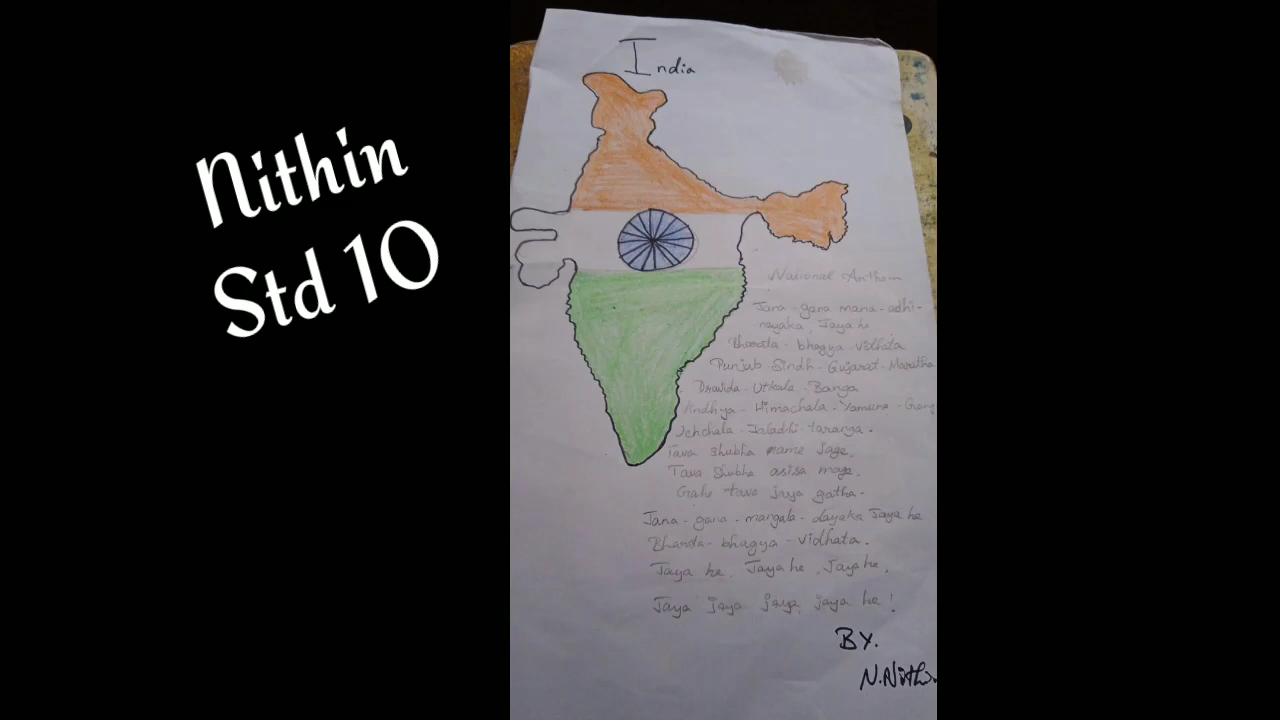 Nithin
Std 10
India
National Anthem
Jana - gana mana - adhi -
nayaka, Jaya he
Bharata - bhagya vidhata
Punjab Sindh - Gujarat - Maratha
Dravida - Utkala - Banga
Himachala - Yamuna - Gang
Uchchala - Jaladhi - taranga.
Tava shubha name Jage,
Tava Shubha asisa mage,
Gahe tava jaya gatha -
Jana - gana - mangala - dayaka Jaya he
bhagya - vidhata.
Jaya he, Jaya he, Jaya he,
Jaya jaya jaya, jaya he!
BY.
N.Nithin